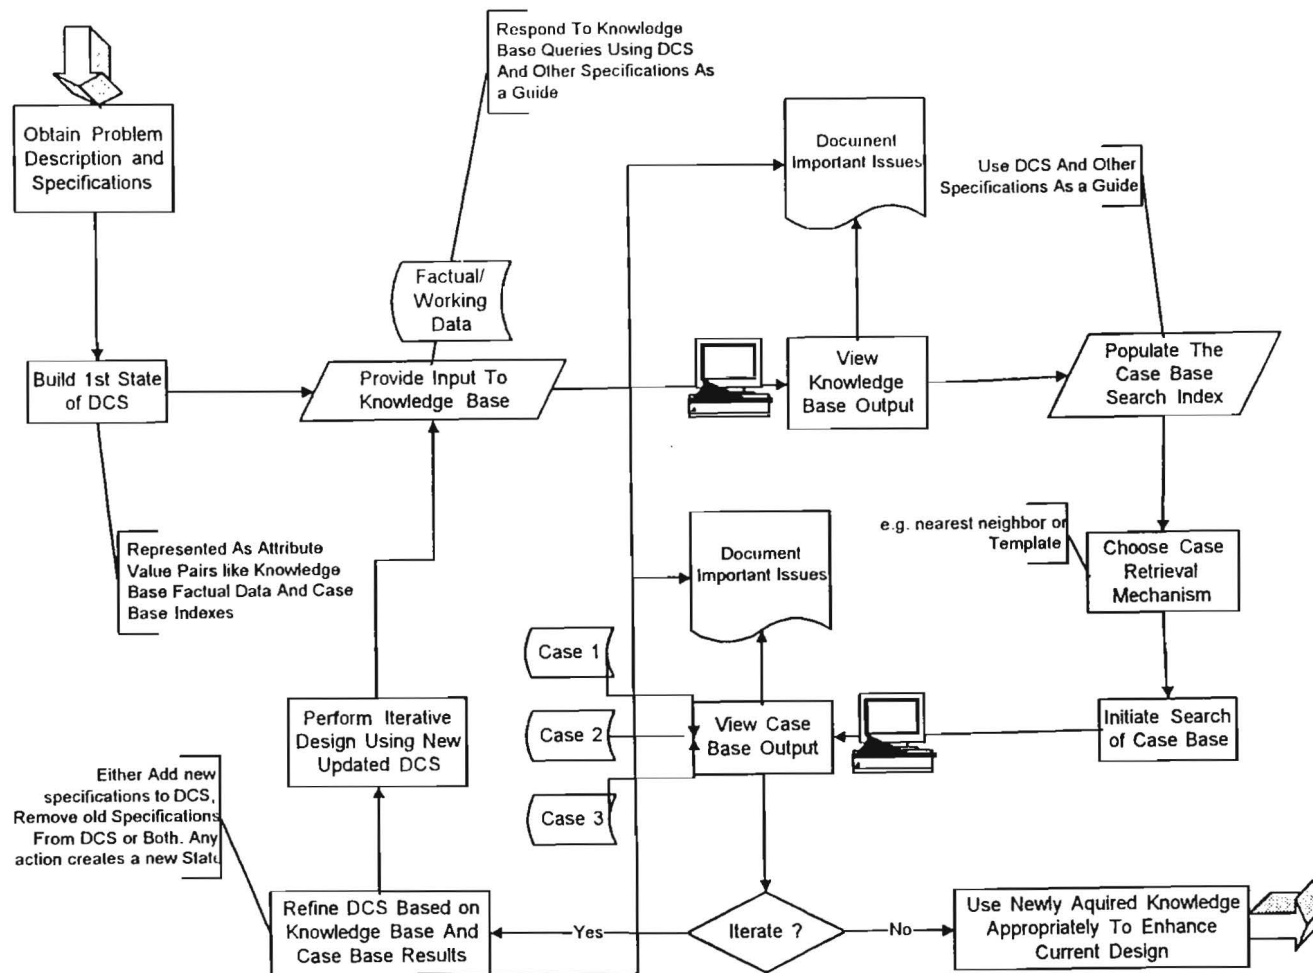 Respond To Knowledge
Base Queries Using DCS
And Other Specifications As
a Guide
Obtain Problem
Description and
Specifications
Document
Important Issues
Use DCS And Other
Specifications As a Guide
Factual/
Working
Data
Build 1st State
of DCS
Provide Input To
Knowledge Base
View
Knowledge
Base Output
Populate The
Case Base
Search Index
Represented As Attribute
Value Pairs like Knowledge
Base Factual Data And Case
Base Indexes
Document
Important Issues
e.g. nearest neighbor or
Template
Choose Case
Retrieval
Mechanism
Case 1
Case 2
Case 3
Perform Iterative
Design Using New
Updated DCS
View Case
Base Output
Initiate Search
of Case Base
Either Add new
specifications to DCS,
Remove old Specifications
From DCS or Both. Any
action creates a new State
Refine DCS Based on
Knowledge Base And
Case Base Results
Yes
Iterate ?
No
Use Newly Aquired Knowledge
Appropriately To Enhance
Current Design